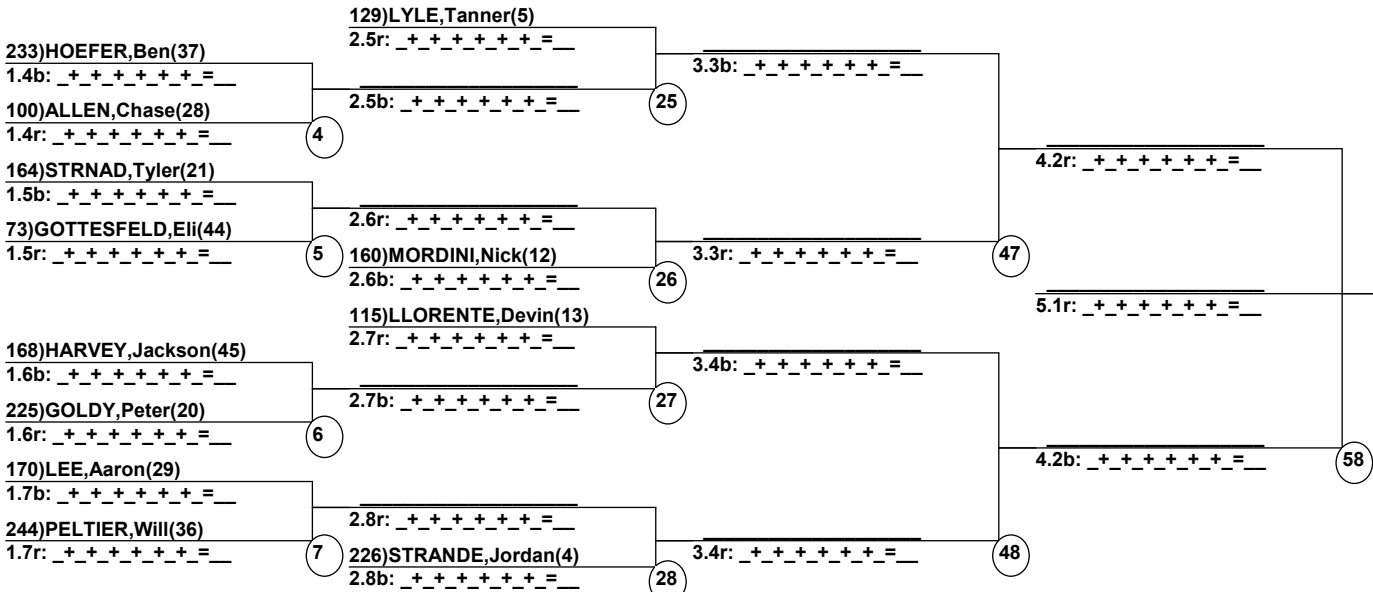 129)LYLE,Tanner(5)
2.5r: _+_+_+_+_+_=__
233)HOEFER,Ben(37)
1.4b: _+_+_+_+_+_=__
3.3b: _+_+_+_+_+_=__
2.5b: _+_+_+_+_+_=__
25
100)ALLEN,Chase(28)
1.4r: _+_+_+_+_+_=__
4
4.2r: _+_+_+_+_+_=__
164)STRNAD,Tyler(21)
1.5b: _+_+_+_+_+_=__
2.6r: _+_+_+_+_+_=__
73)GOTTESFELD,Eli(44)
1.5r: _+_+_+_+_+_=__
5
160)MORDINI,Nick(12)
2.6b: _+_+_+_+_+_=__
26
3.3r: _+_+_+_+_+_=__
47
5.1r: _+_+_+_+_+_=__
115)LLORENTE,Devin(13)
2.7r: _+_+_+_+_+_=__
168)HARVEY,Jackson(45)
1.6b: _+_+_+_+_+_=__
3.4b: _+_+_+_+_+_=__
2.7b: _+_+_+_+_+_=__
27
225)GOLDY,Peter(20)
1.6r: _+_+_+_+_+_=__
6
4.2b: _+_+_+_+_+_=__
58
170)LEE,Aaron(29)
1.7b: _+_+_+_+_+_=__
2.8r: _+_+_+_+_+_=__
244)PELTIER,Will(36)
1.7r: _+_+_+_+_+_=__
7
226)STRANDE,Jordan(4)
2.8b: _+_+_+_+_+_=__
28
3.4r: _+_+_+_+_+_=__
48